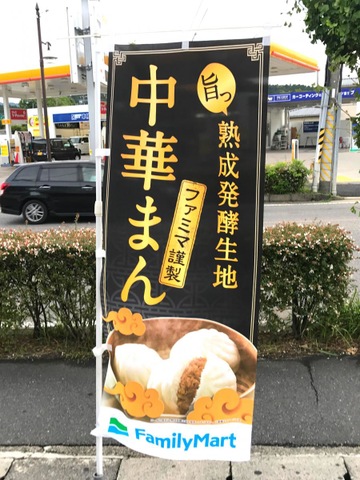 旨っ
熟成発酵生地
中華まん
ファミマ謹製
FamilyMart